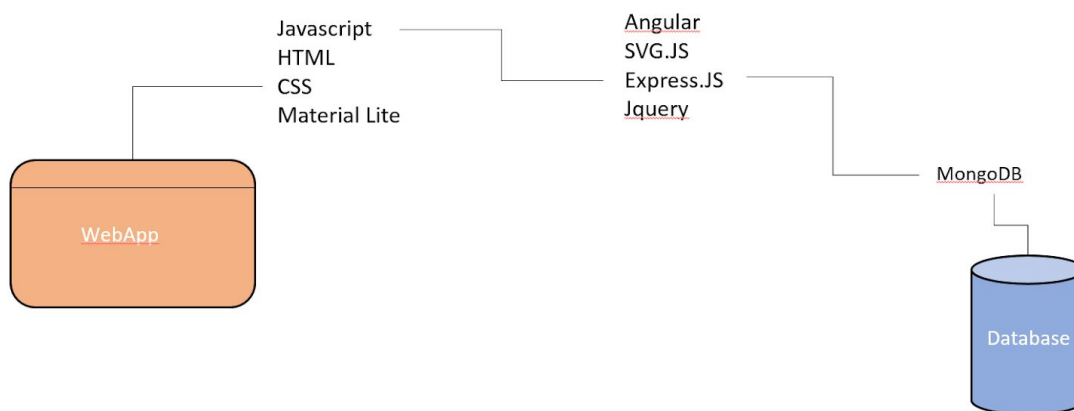 Javascript
HTML
CSS
Material Lite
Angular
SVG.JS
Express.JS
Jquery
MongoDB
WebApp
Database